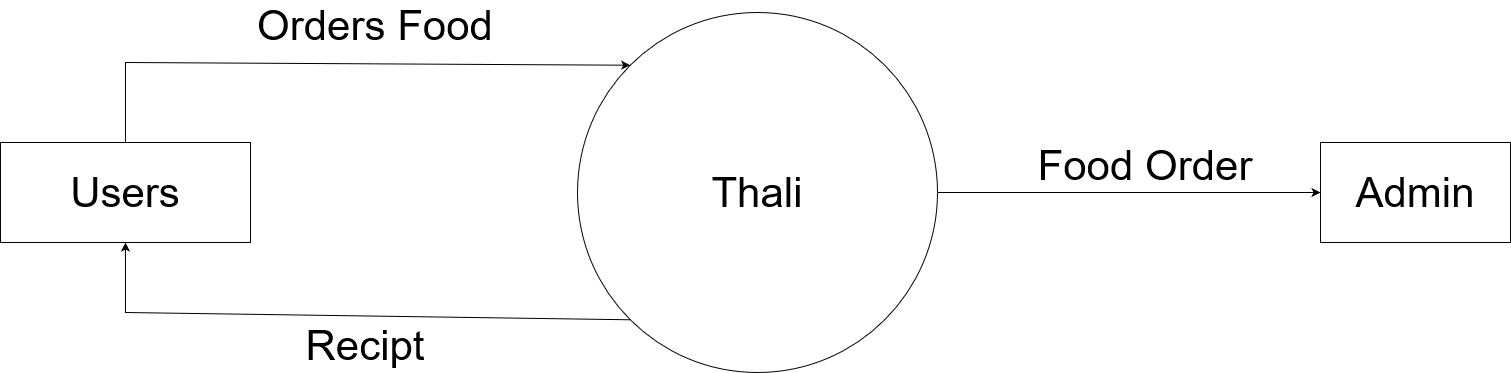 Orders Food
Users
Thali
Food Order
Admin
Recipt